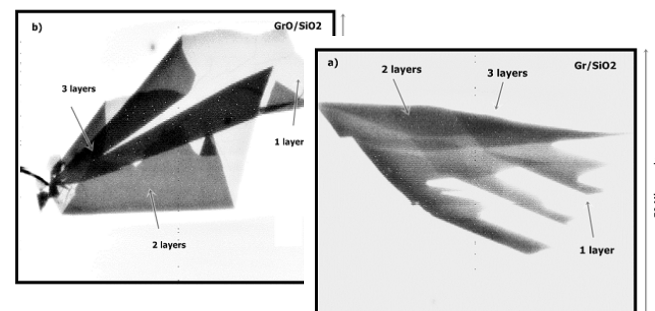 b)
GrO/SiO2
3 layers
1 layer
2 layers
a)
Gr/SiO2
2 layers
3 layers
1 layer